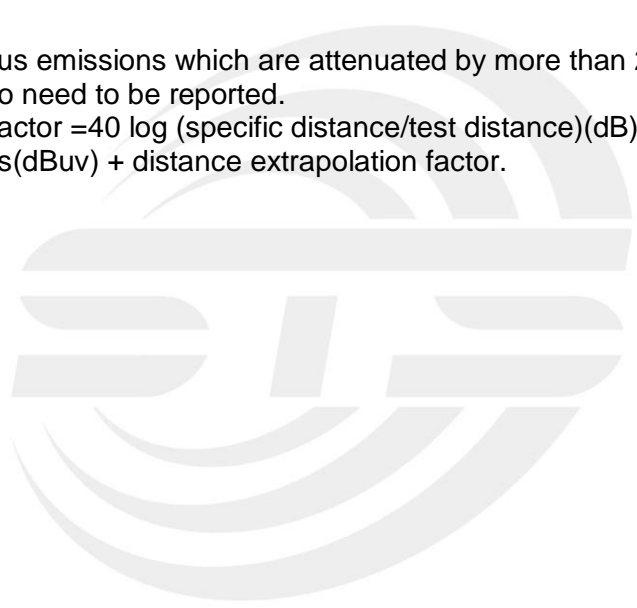 us emissions which are attenuated by more than
o need to be reported.
actor =40 log (specific distance/test distance)(dB)
s(dBuv) + distance extrapolation factor.
STS